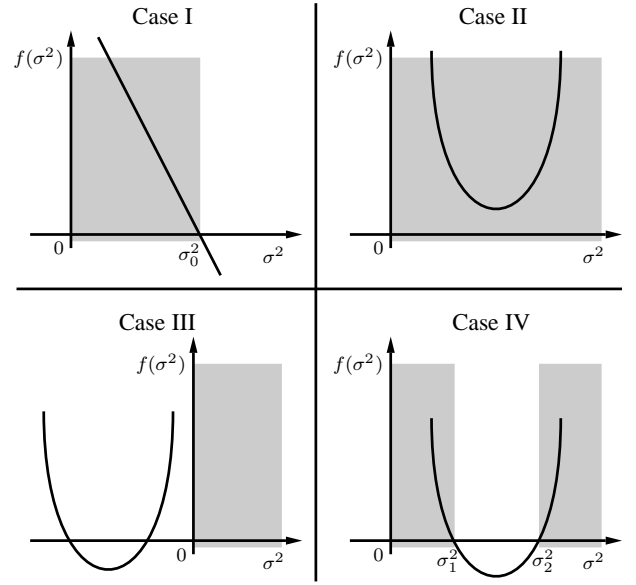 Case I
f(σ²)
0
σ₀²
σ²
Case II
f(σ²)
0
σ²
Case III
f(σ²)
0
σ²
Case IV
f(σ²)
0
σ₁²
σ₂²
σ²